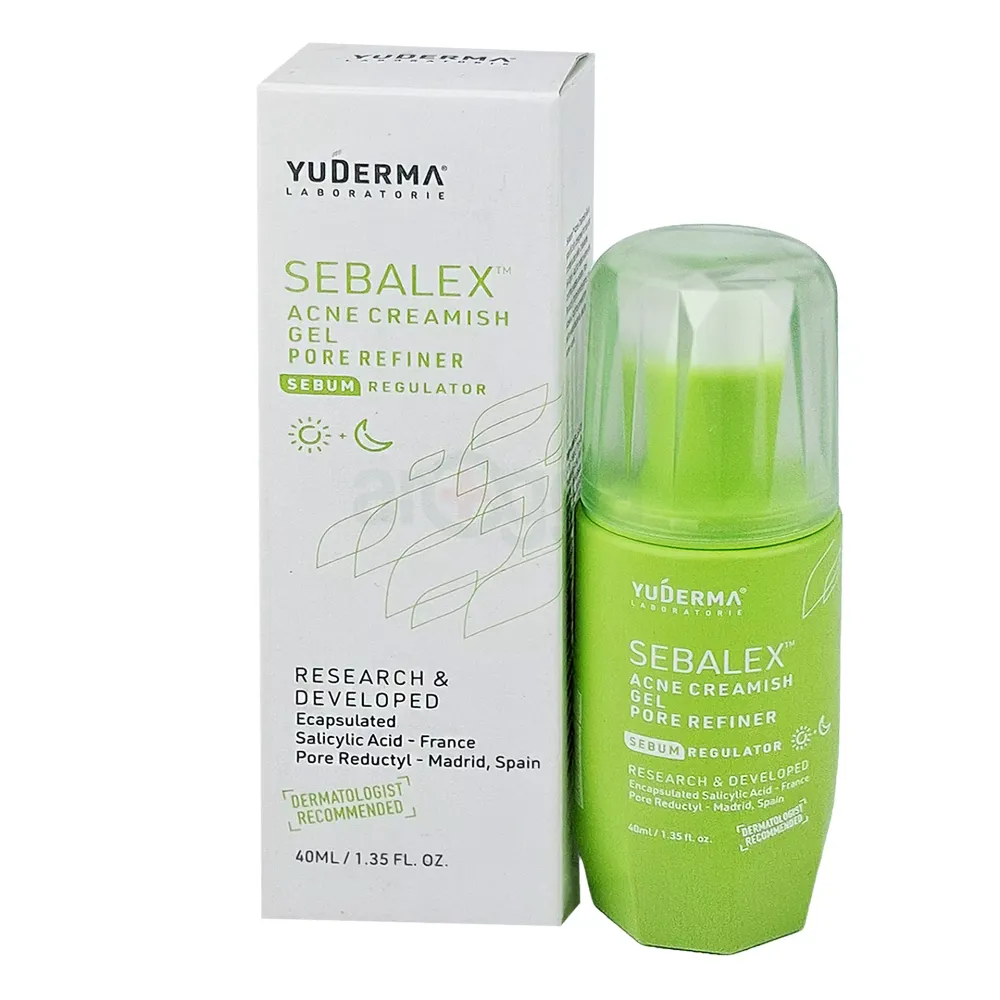 YUDERMA
LABORATORIE
YUDERMA®
LABORATORIE
SEBALEX™
ACNE CREAMISH
GEL
PORE REFINER
SEBUM REGULATOR
+
RESEARCH &
DEVELOPED
Ecapsulated
Salicylic Acid - France
Pore Reductyl - Madrid, Spain
DERMATOLOGIST
RECOMMENDED
40ML / 1.35 FL. OZ.
YUDERMA®
LABORATORIE
SEBALEX™
ACNE CREAMISH
GEL
PORE REFINER
SEBUM REGULATOR +
RESEARCH & DEVELOPED
Encapsulated Salicylic Acid - France
Pore Reductyl - Madrid, Spain
40ml / 1.35 fl. oz.
DERMATOLOGIST
RECOMMENDED